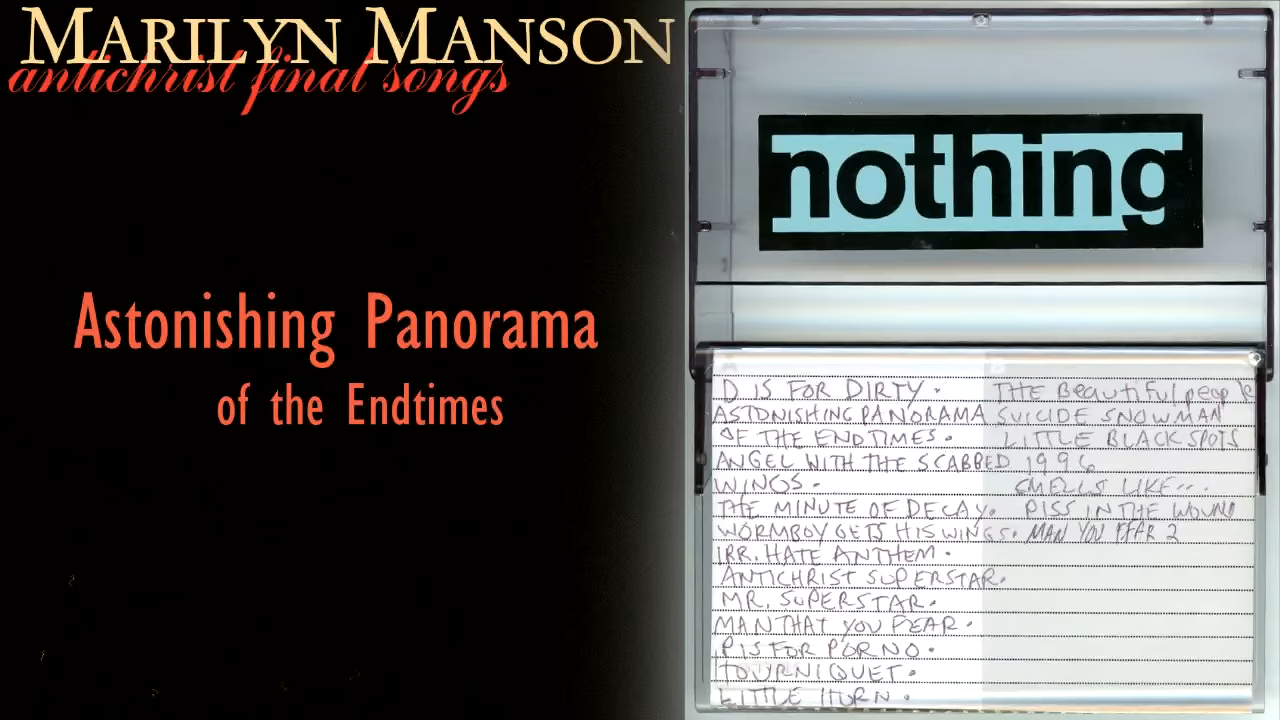 MARILYN MANSON
antichrist final songs
Astonishing Panorama
of the Endtimes
nothing
D IS FOR DIRTY.
ASTONISHING PANORAMA
OF THE ENDTIMES.
ANGEL WITH THE SCABBED
WINGS.
THE MINUTE OF DECAY.
WORMBOY GETS HIS WINGS.
IRR. HATE ANTHEM.
ANTICHRIST SUPERSTAR.
MR. SUPERSTAR.
MAN THAT YOU FEAR.
P IS FOR PORNO.
TOURNIQUET.
LITTLE HORN.
THE Beautiful people
SUICIDE SNOWMAN
LITTLE BLACK SPOTS
1996
SMELLS LIKE...
PISS IN THE WOUND
MAN YOU FEAR 2